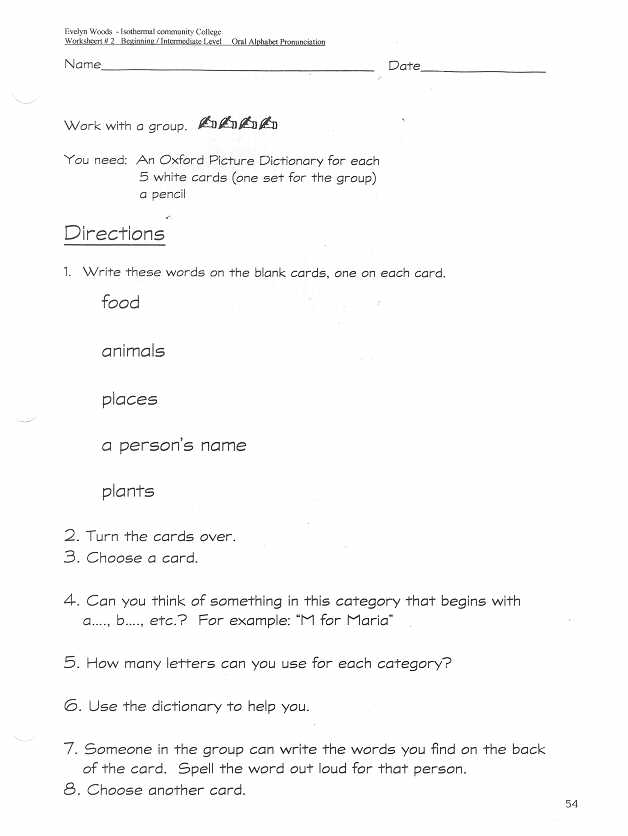 Evelyn Woods - Isothermal community College
Worksheet # 2 Beginning / Intermediate Level Oral Alphabet Pronunciation
Name______________________________ Date______________
Work with a group.
You need: An Oxford Picture Dictionary for each
5 white cards (one set for the group)
a pencil
Directions
1. Write these words on the blank cards, one on each card.
food
animals
places
a person's name
plants
2. Turn the cards over.
3. Choose a card.
4. Can you think of something in this category that begins with
a...., b...., etc.? For example: "M for Maria"
5. How many letters can you use for each category?
6. Use the dictionary to help you.
7. Someone in the group can write the words you find on the back
of the card. Spell the word out loud for that person.
8. Choose another card.
54